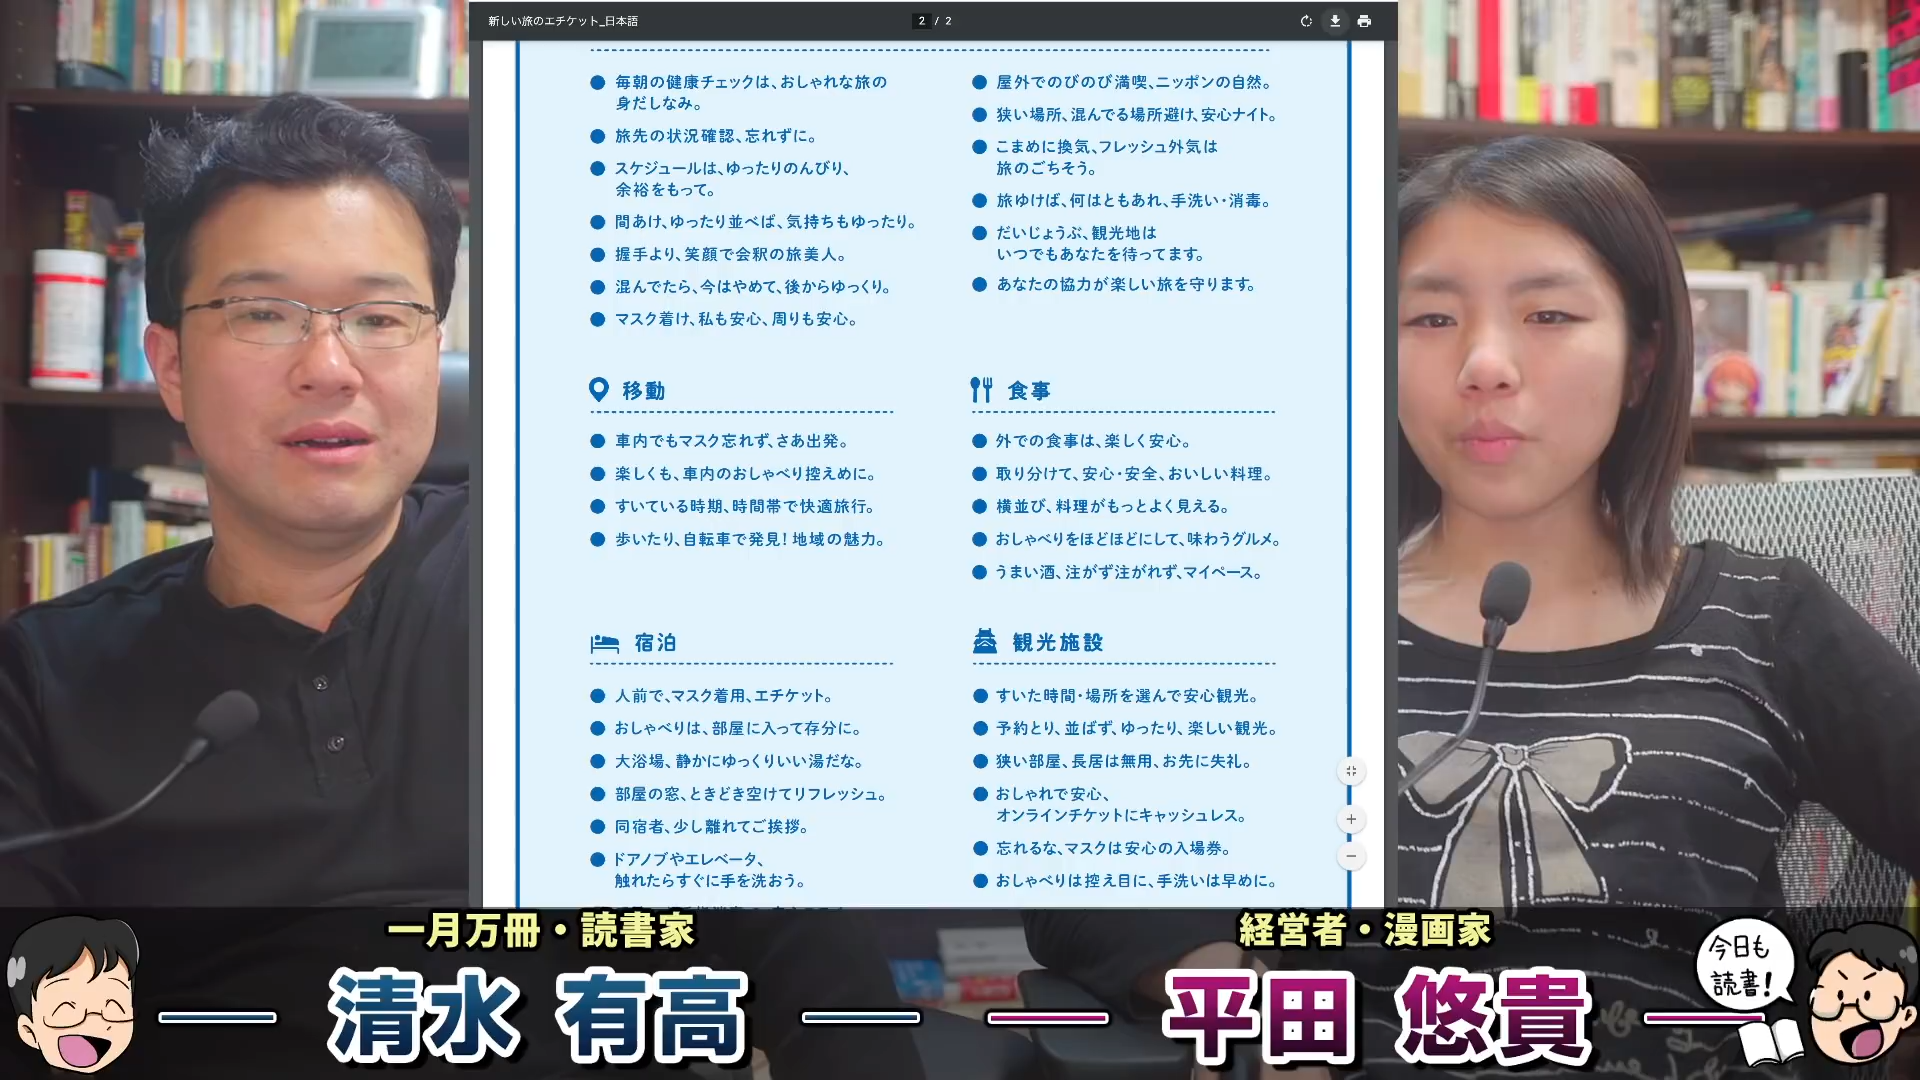 新しい旅のエチケット_日本語
2 / 2
毎朝の健康チェックは、おしゃれな旅の
身だしなみ。
旅先の状況確認、忘れずに。
スケジュールは、ゆったりのんびり、
余裕をもって。
間あけ、ゆったり並べば、気持ちもゆったり。
握手より、笑顔で会釈の旅美人。
混んでたら、今はやめて、後からゆっくり。
マスク着け、私も安心、周りも安心。
屋外でのびのび満喫、ニッポンの自然。
狭い場所、混んでる場所避け、安心ナイト。
こまめに換気、フレッシュ外気は
旅のごちそう。
旅ゆけば、何はともあれ、手洗い・消毒。
だいじょうぶ、観光地は
いつでもあなたを待ってます。
あなたの協力が楽しい旅を守ります。
移動
車内でもマスク忘れず、さあ出発。
楽しくも、車内のおしゃべり控えめに。
すいている時期、時間帯で快適旅行。
歩いたり、自転車で発見! 地域の魅力。
食事
外での食事は、楽しく安心。
取り分けて、安心・安全、おいしい料理。
横並び、料理がもっとよく見える。
おしゃべりをほどほどにして、味わうグルメ。
うまい酒、注がず注がれず、マイペース。
宿泊
人前で、マスク着用、エチケット。
おしゃべりは、部屋に入って存分に。
大浴場、静かにゆっくりいい湯だな。
部屋の窓、ときどき空けてリフレッシュ。
同宿者、少し離れてご挨拶。
ドアノブやエレベータ、
触れたらすぐに手を洗おう。
観光施設
すいた時間・場所を選んで安心観光。
予約とり、並ばず、ゆったり、楽しい観光。
狭い部屋、長居は無用、お先に失礼。
おしゃれで安心、
オンラインチケットにキャッシュレス。
忘れるな、マスクは安心の入場券。
おしゃべりは控え目に、手洗いは早めに。
一月万冊・読書家
清水 有高
経営者・漫画家
平田 悠貴
今日も
読書!